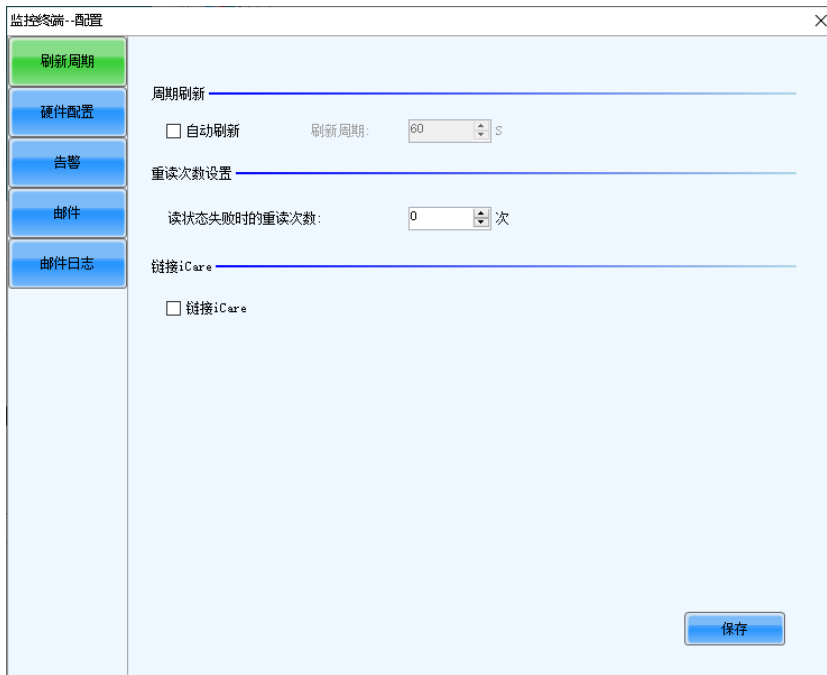 监控终端--配置
刷新周期
硬件配置
告警
邮件
邮件日志
周期刷新
自动刷新 刷新周期: 60 S
重读次数设置
读状态失败时的重读次数: 0 次
链接iCare
链接iCare
保存